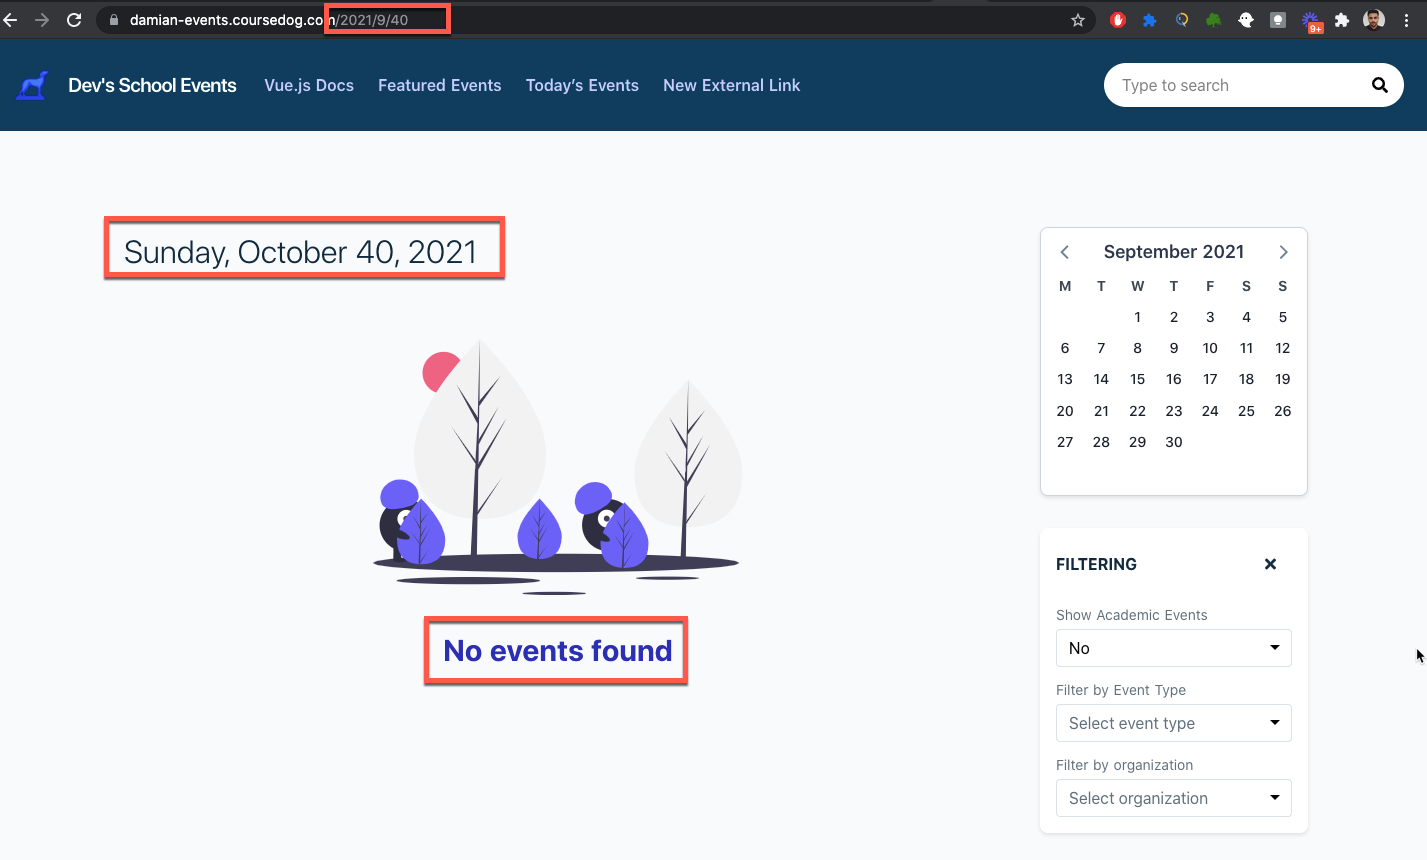 damian-events.coursedog.com/2021/9/40
9+
Dev's School Events
Vue.js Docs
Featured Events
Today's Events
New External Link
Type to search
Sunday, October 40, 2021
No events found
September 2021
M T W T F S S
1 2 3 4 5
6 7 8 9 10 11 12
13 14 15 16 17 18 19
20 21 22 23 24 25 26
27 28 29 30
FILTERING
Show Academic Events
No
Filter by Event Type
Select event type
Filter by organization
Select organization